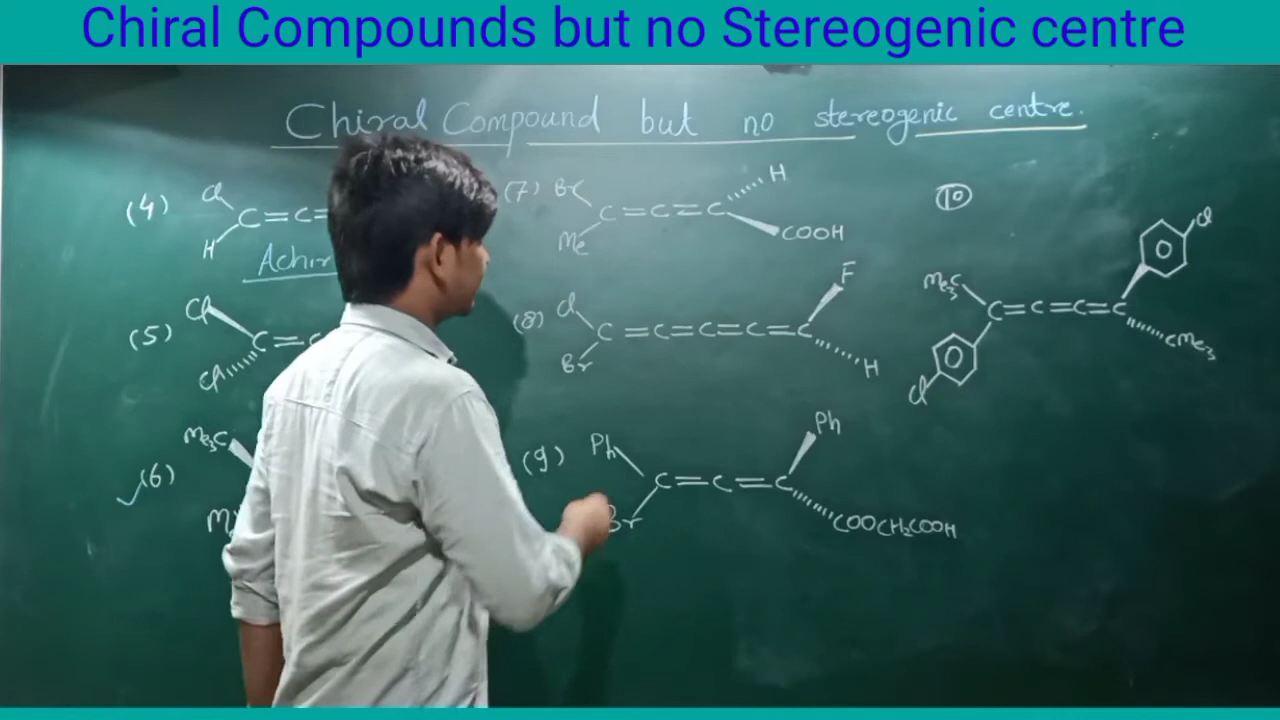 Chiral Compounds but no Stereogenic centre
Chiral Compound but no stereogenic centre.
(4) Cl
C=C=
H
Achir
(5) Cl
C=C
Cl
(6) Me3C
(7) Br
C=C=C
H
Me
COOH
(8) Cl
C=C=C=C=C
F
Br
H
(9) Ph
C=C=C
Ph
Br
COOCH2COOH
10
Cl
Me3C
C=C=C=C
CMe3
Cl